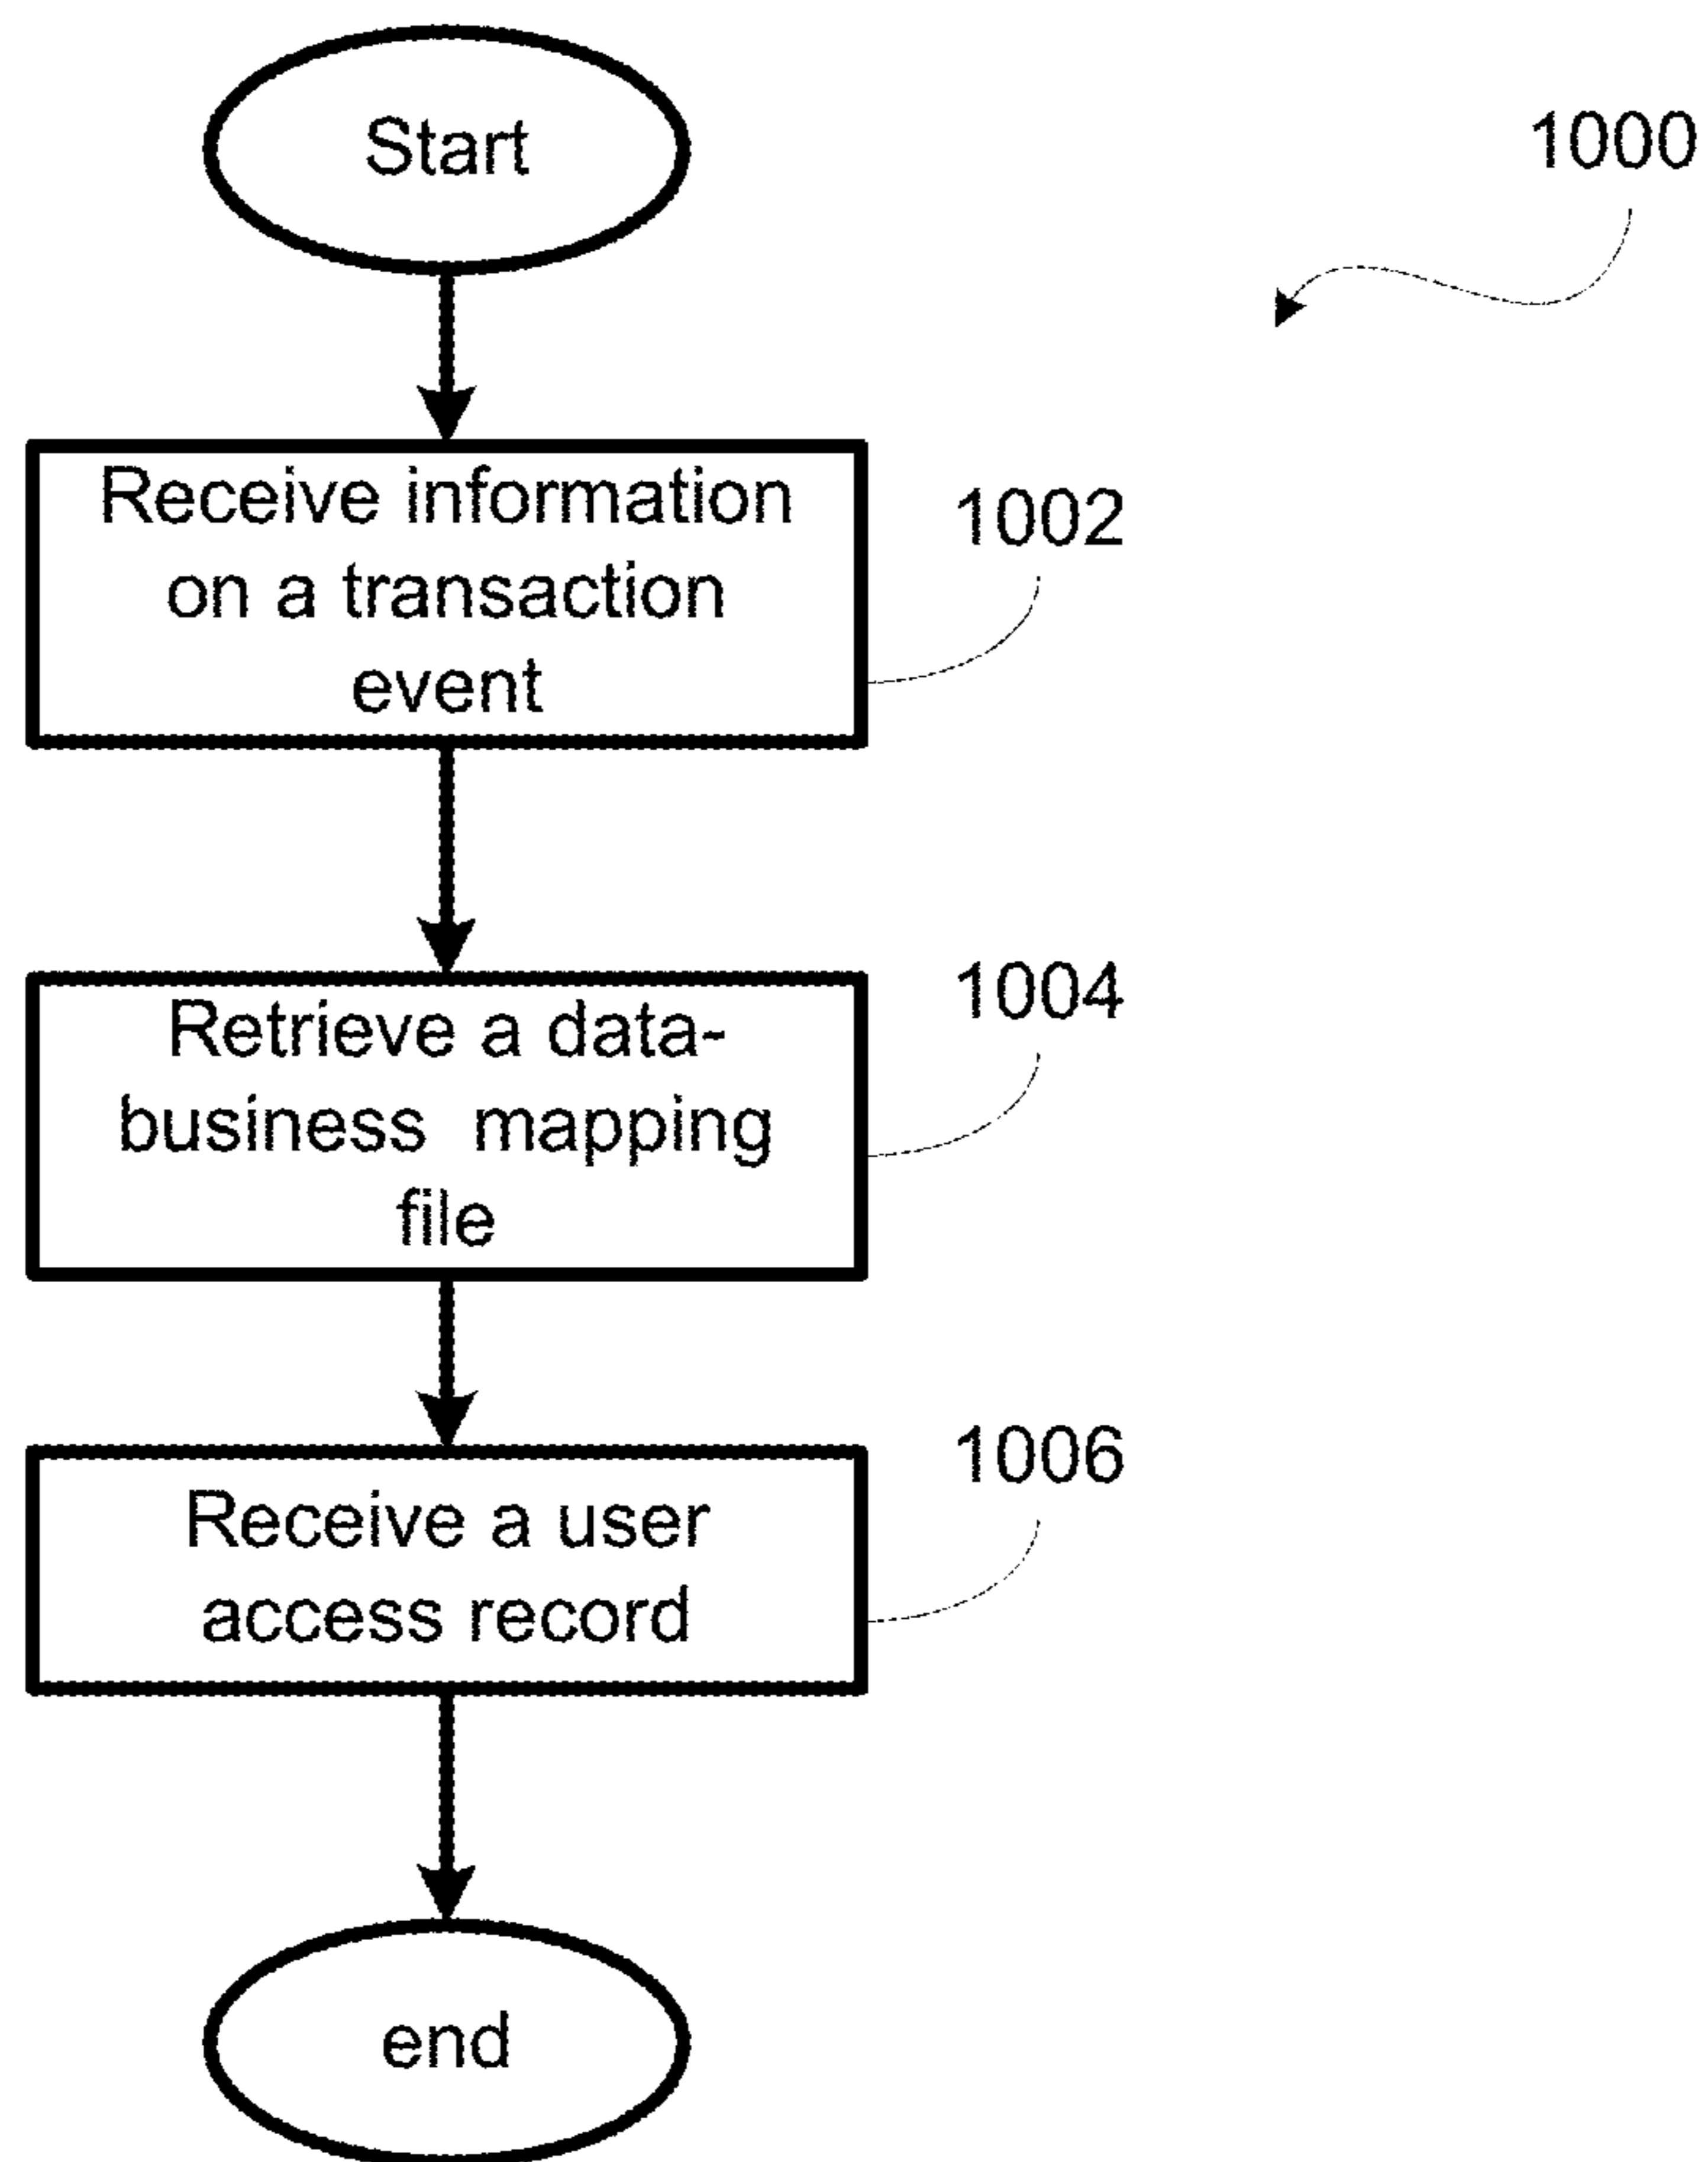 Start
1000
Receive information
on a transaction
event
1002
Retrieve a data-
business  mapping
file
1004
Receive a user
access record
1006
end